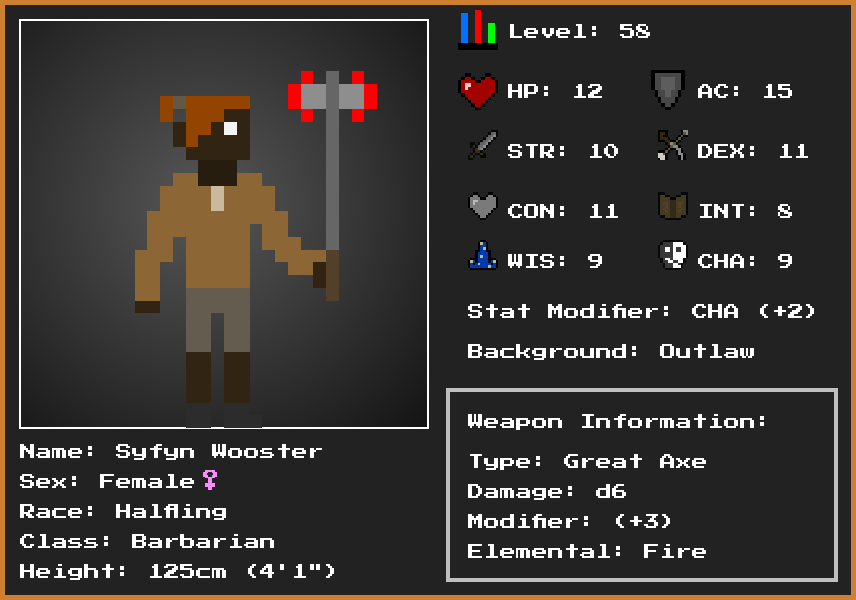 Level: 58
HP: 12
AC: 15
STR: 10
DEX: 11
CON: 11
INT: 8
WIS: 9
CHA: 9
Stat Modifier: CHA (+2)
Background: Outlaw
Weapon Information:
Type: Great Axe
Damage: d6
Modifier: (+3)
Elemental: Fire
Name: Syfyn Wooster
Sex: Female♀
Race: Halfling
Class: Barbarian
Height: 125cm (4'1")